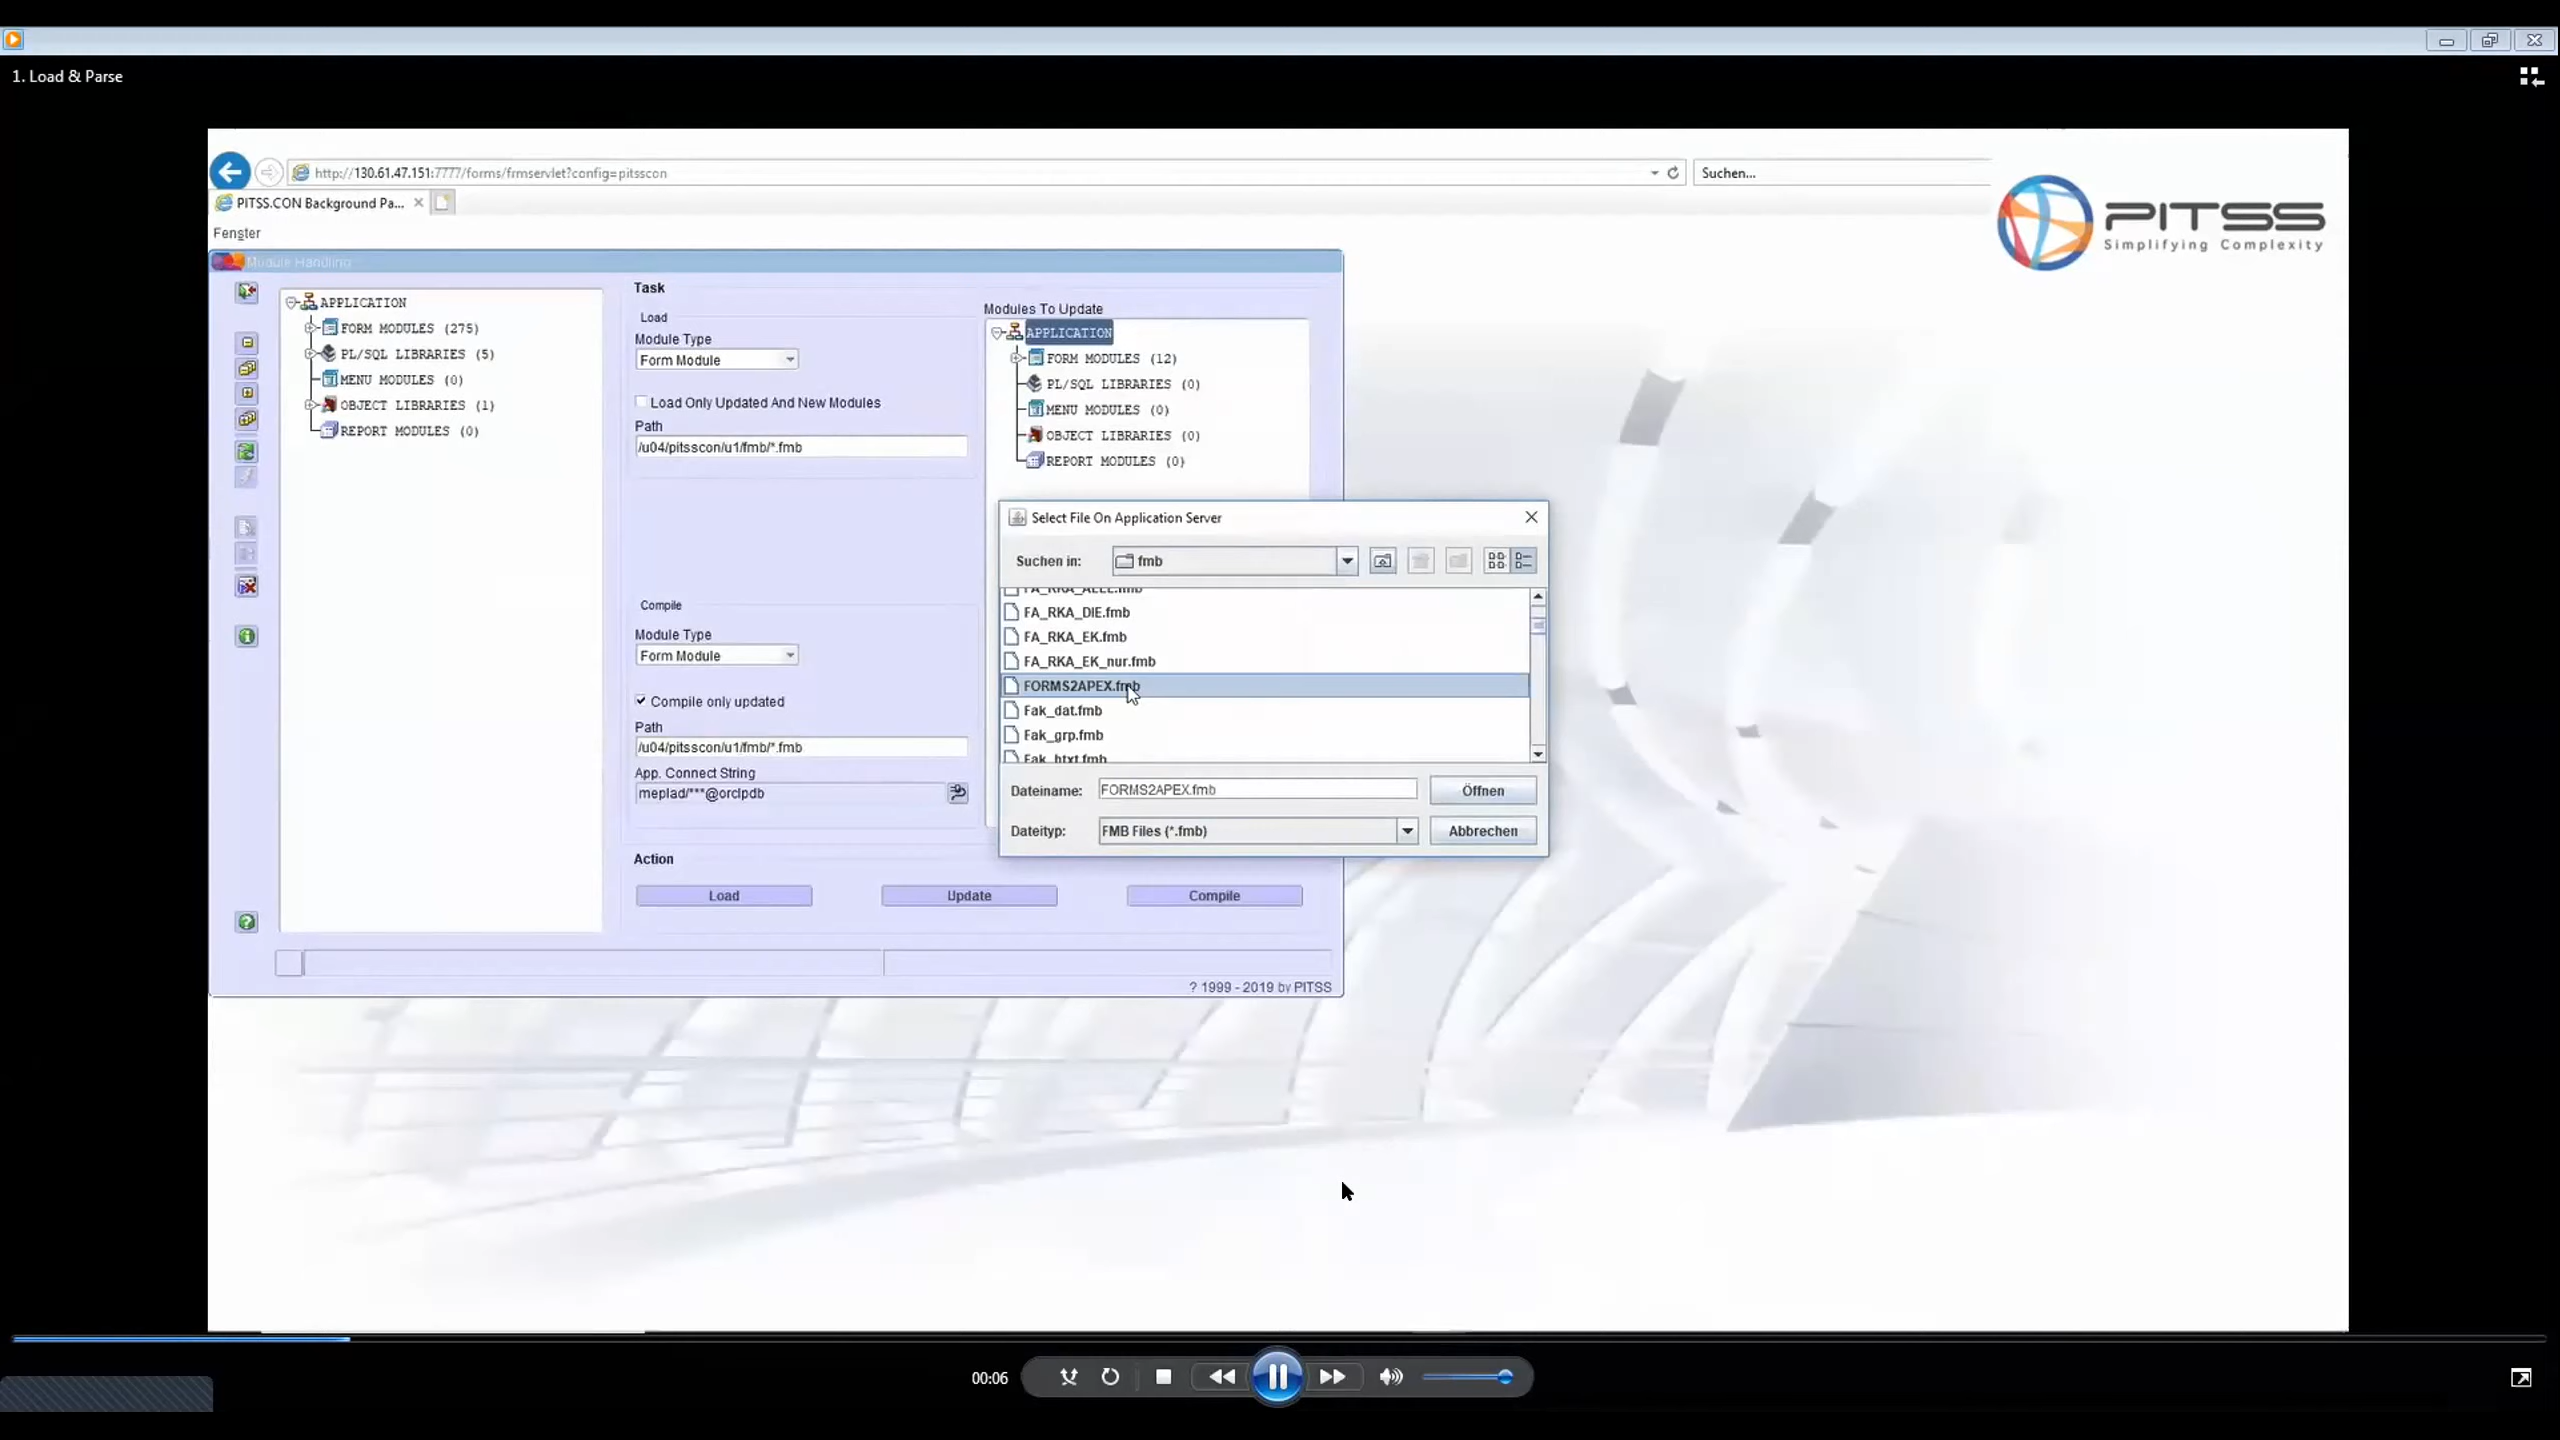 1. Load & Parse
http://130.61.47.151:7777/forms/frmservlet?config=pitsscon
Suchen...
PITSS.CON Background Pa...
PITSS
Simplifying Complexity
Fenster
Module Handling
APPLICATION
FORM MODULES (275)
PL/SQL LIBRARIES (5)
MENU MODULES (0)
OBJECT LIBRARIES (1)
REPORT MODULES (0)
Task
Load
Module Type
Form Module
Load Only Updated And New Modules
Path
/u04/pitsscon/u1/fmb/*.fmb
Compile
Module Type
Form Module
Compile only updated
Path
/u04/pitsscon/u1/fmb/*.fmb
App. Connect String
meplad/***@orclpdb
Modules To Update
APPLICATION
FORM MODULES (12)
PL/SQL LIBRARIES (0)
MENU MODULES (0)
OBJECT LIBRARIES (0)
REPORT MODULES (0)
Select File On Application Server
Suchen in:
fmb
FA_RKA_DIE.fmb
FA_RKA_EK.fmb
FA_RKA_EK_nur.fmb
FORMS2APEX.fmb
Fak_dat.fmb
Fak_grp.fmb
Fak_htxt.fmb
Dateiname:
FORMS2APEX.fmb
Öffnen
Dateityp:
FMB Files (*.fmb)
Abbrechen
Action
Load
Update
Compile
? 1999 - 2019 by PITSS
00:06